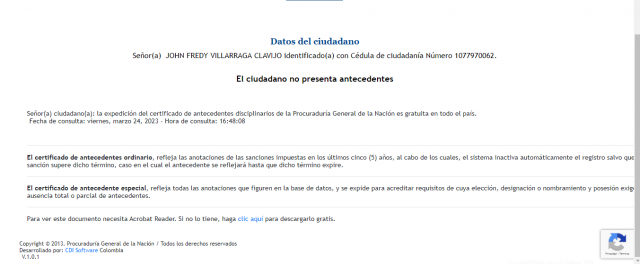 Datos del ciudadano
Señor(a) JOHN FREDY VILLARRAGA CLAVIJO identificado(a) con Cédula de ciudadanía Número 1077970062.
El ciudadano no presenta antecedentes
Señor(a) ciudadano(a): la expedición del certificado de antecedentes disciplinarios de la Procuraduría General de la Nación es gratuita en todo el país.
Fecha de consulta: viernes, marzo 24, 2023 - Hora de consulta: 16:48:08
El certificado de antecedentes ordinario, refleja las anotaciones de las sanciones impuestas en los últimos cinco (5) años, al cabo de los cuales, el sistema inactiva automáticamente el registro salvo que
sanción supere dicho término, caso en el cual el antecedente se reflejará hasta que dicho término expire.
El certificado de antecedente especial, refleja todas las anotaciones que figuren en la base de datos, y se expide para acreditar requisitos de cuya elección, designación o nombramiento y posesión exig
ausencia total o parcial de antecedentes.
Para ver este documento necesita Acrobat Reader. Si no lo tiene, haga clic aquí para descargarlo gratis.
Copyright © 2013. Procuraduría General de la Nación / Todos los derechos reservados
Desarrollado por: CDI Software Colombia
V.1.0.1